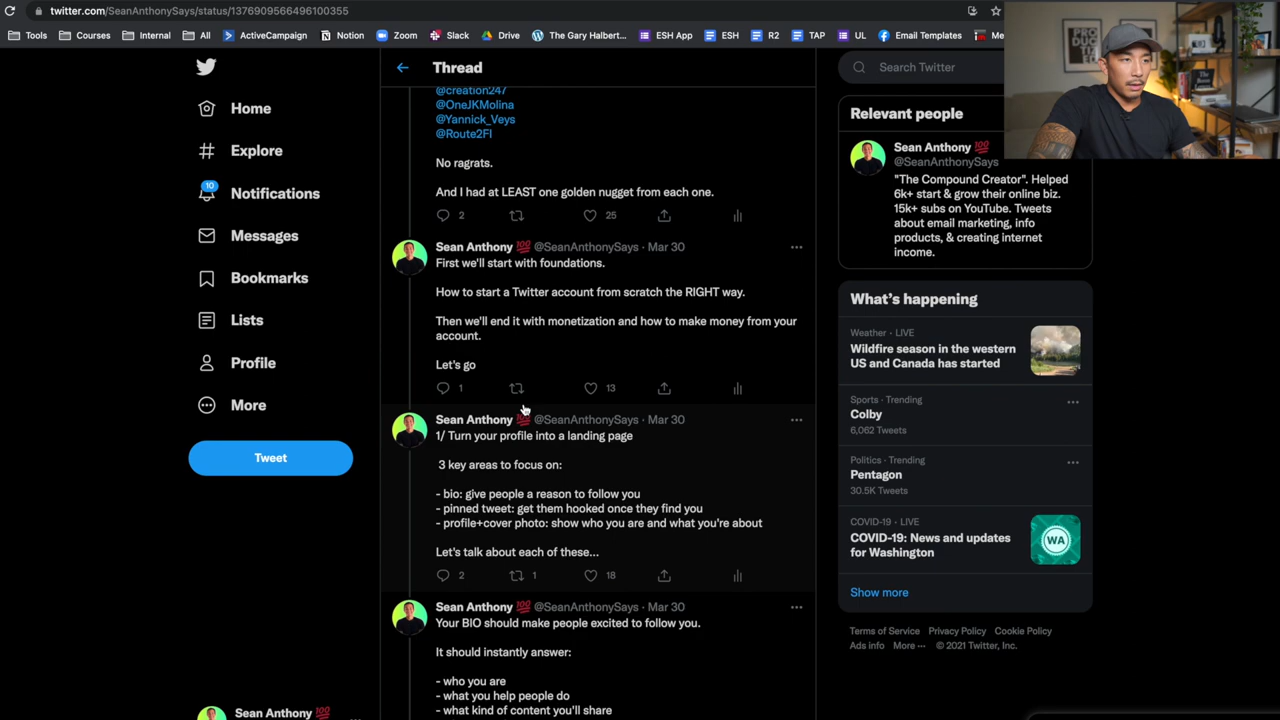 twitter.com/SeanAnthonySays/status/1376909566496100355
Tools
Courses
Internal
All
ActiveCampaign
Notion
Zoom
Slack
Drive
The Gary Halbert...
ESH App
ESH
R2
TAP
UL
Email Templates
Home
Explore
10
Notifications
Messages
Bookmarks
Lists
Profile
More
Tweet
Sean Anthony 💯
Thread
@creation247
@OneJKMolina
@Yannick_Veys
@Route2FI
No ragrats.
And I had at LEAST one golden nugget from each one.
2 25
Sean Anthony 💯 @SeanAnthonySays · Mar 30
First we'll start with foundations.
How to start a Twitter account from scratch the RIGHT way.
Then we'll end it with monetization and how to make money from your
account.
Let's go
1 13
Sean Anthony 💯 @SeanAnthonySays · Mar 30
1/ Turn your profile into a landing page
3 key areas to focus on:
- bio: give people a reason to follow you
- pinned tweet: get them hooked once they find you
- profile+cover photo: show who you are and what you're about
Let's talk about each of these...
2 1 18
Sean Anthony 💯 @SeanAnthonySays · Mar 30
Your BIO should make people excited to follow you.
It should instantly answer:
- who you are
- what you help people do
- what kind of content you'll share
Search Twitter
Relevant people
Sean Anthony 💯
@SeanAnthonySays
"The Compound Creator". Helped
6k+ start & grow their online biz.
15k+ subs on YouTube. Tweets
about email marketing, info
products, & creating internet
income.
What's happening
Weather · LIVE
Wildfire season in the western
US and Canada has started
Sports · Trending
Colby
6,062 Tweets
Politics · Trending
Pentagon
30.5K Tweets
COVID-19 · LIVE
COVID-19: News and updates
for Washington
WA
Show more
Terms of Service Privacy Policy Cookie Policy
Ads info More ··· © 2021 Twitter, Inc.